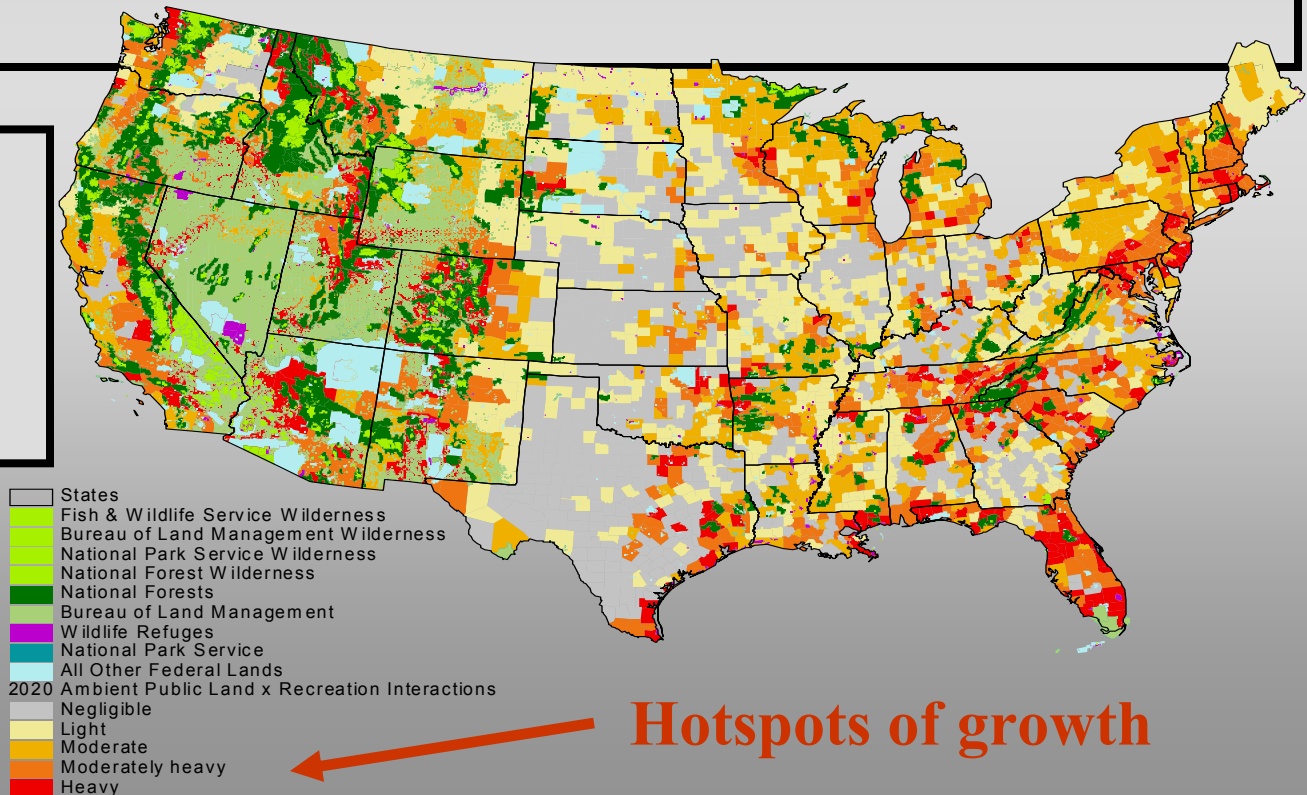 States
Fish & Wildlife Service Wilderness
Bureau of Land Management Wilderness
National Park Service Wilderness
National Forest Wilderness
National Forests
Bureau of Land Management
Wildlife Refuges
National Park Service
All Other Federal Lands
2020 Ambient Public Land x Recreation Interactions
Negligible
Light
Moderate
Moderately heavy
Heavy
Hotspots of growth